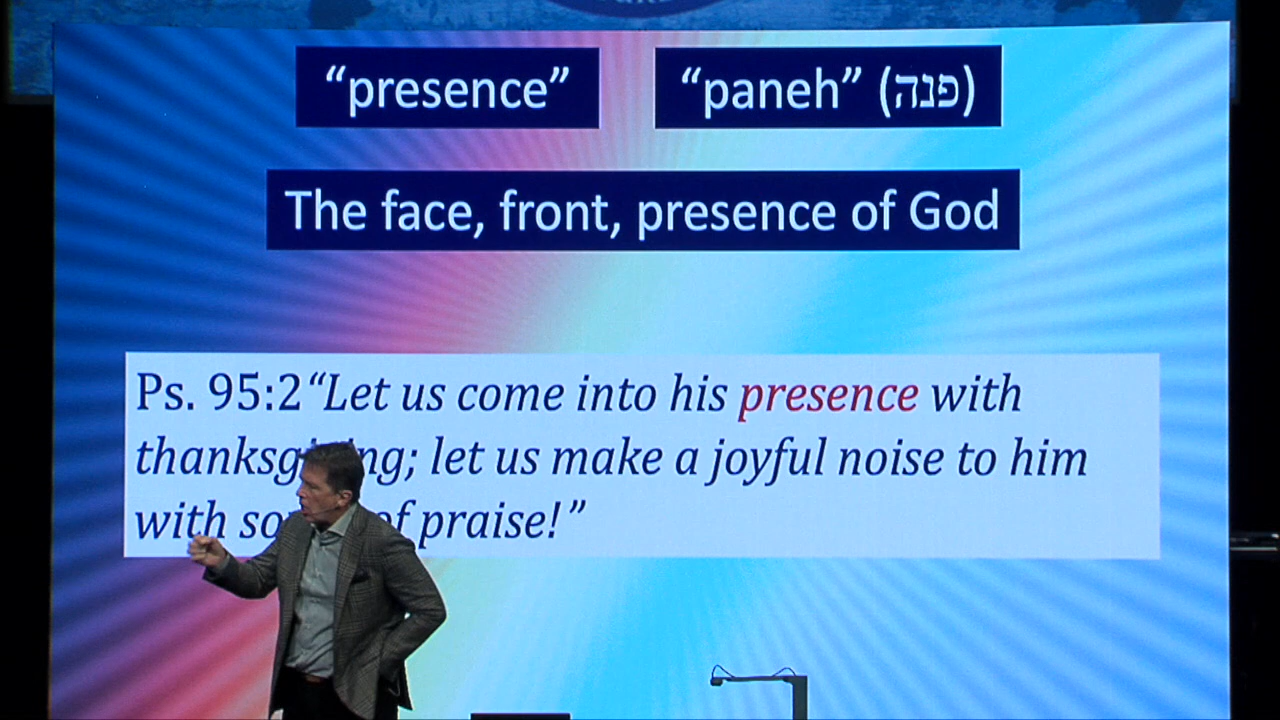 “presence”
“paneh” (פנה)
The face, front, presence of God
Ps. 95:2“Let us come into his presence with
let us make a joyful noise to him
with of praise!”